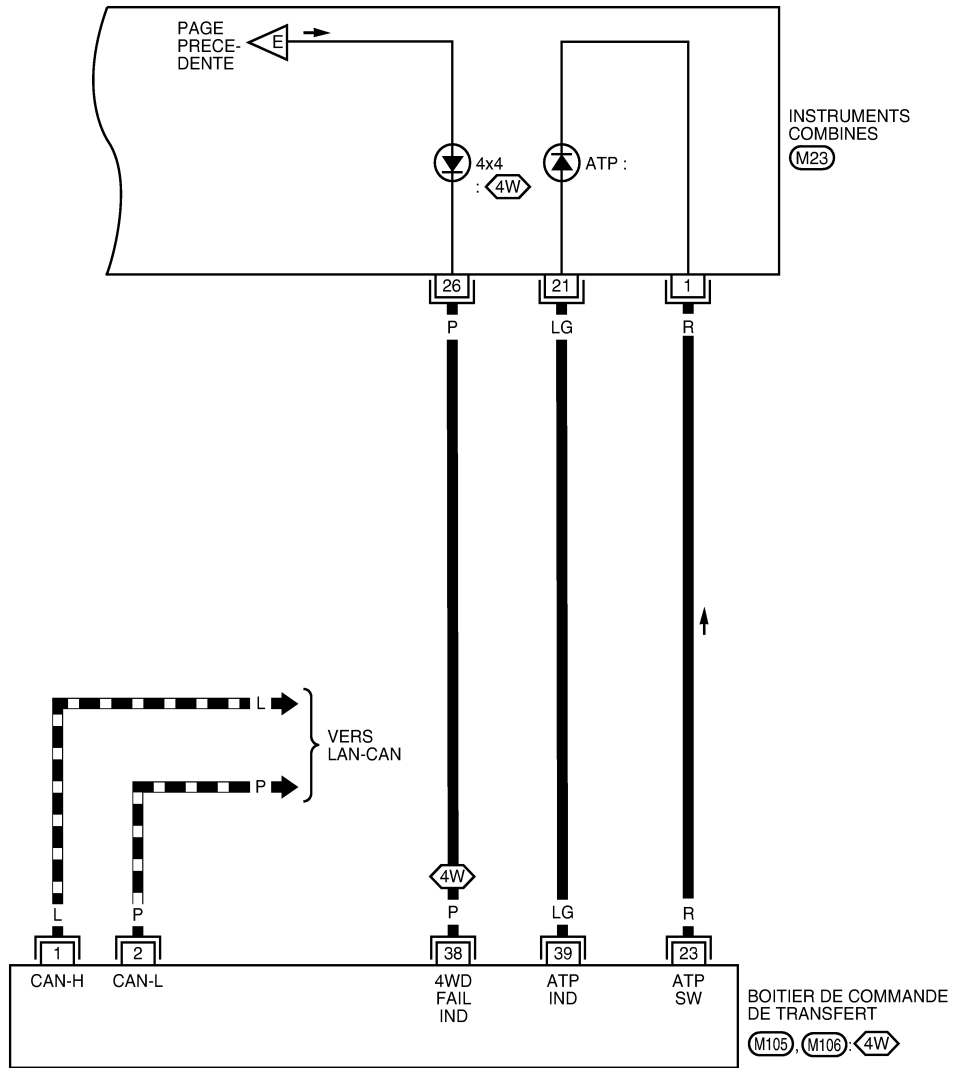 PAGE
PRECE-
DENTE
E
4x4
: 4W
ATP :
INSTRUMENTS
COMBINES
M23
26
21
1
P
LG
R
L
P
VERS
LAN-CAN
4W
L
P
P
LG
R
1
2
38
39
23
CAN-H
CAN-L
4WD
FAIL
IND
ATP
IND
ATP
SW
BOITIER DE COMMANDE
DE TRANSFERT
M105 , M106 : 4W